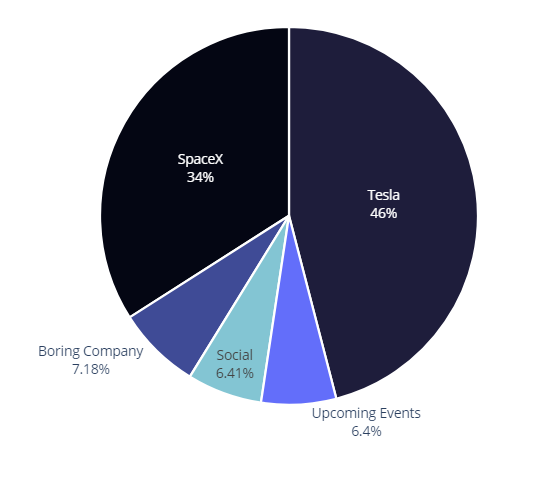 SpaceX
34%
Tesla
46%
Boring Company
7.18%
Social
6.41%
Upcoming Events
6.4%